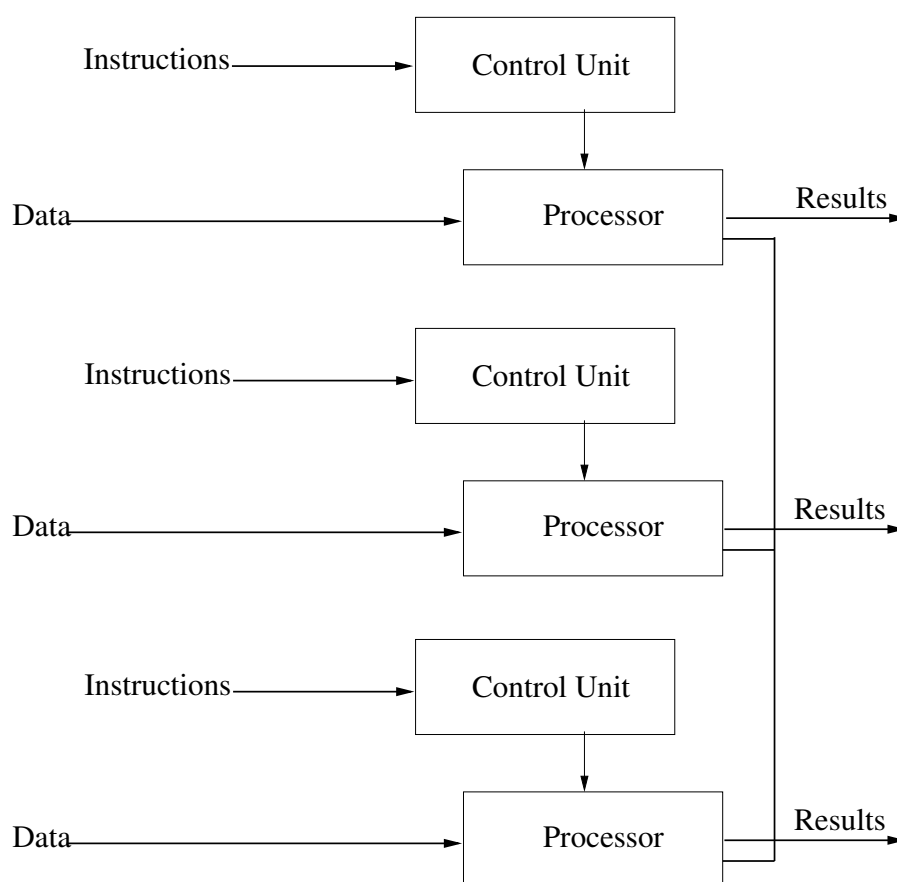 Instructions
Control Unit
Data
Processor
Results
Instructions
Control Unit
Data
Processor
Results
Instructions
Control Unit
Data
Processor
Results